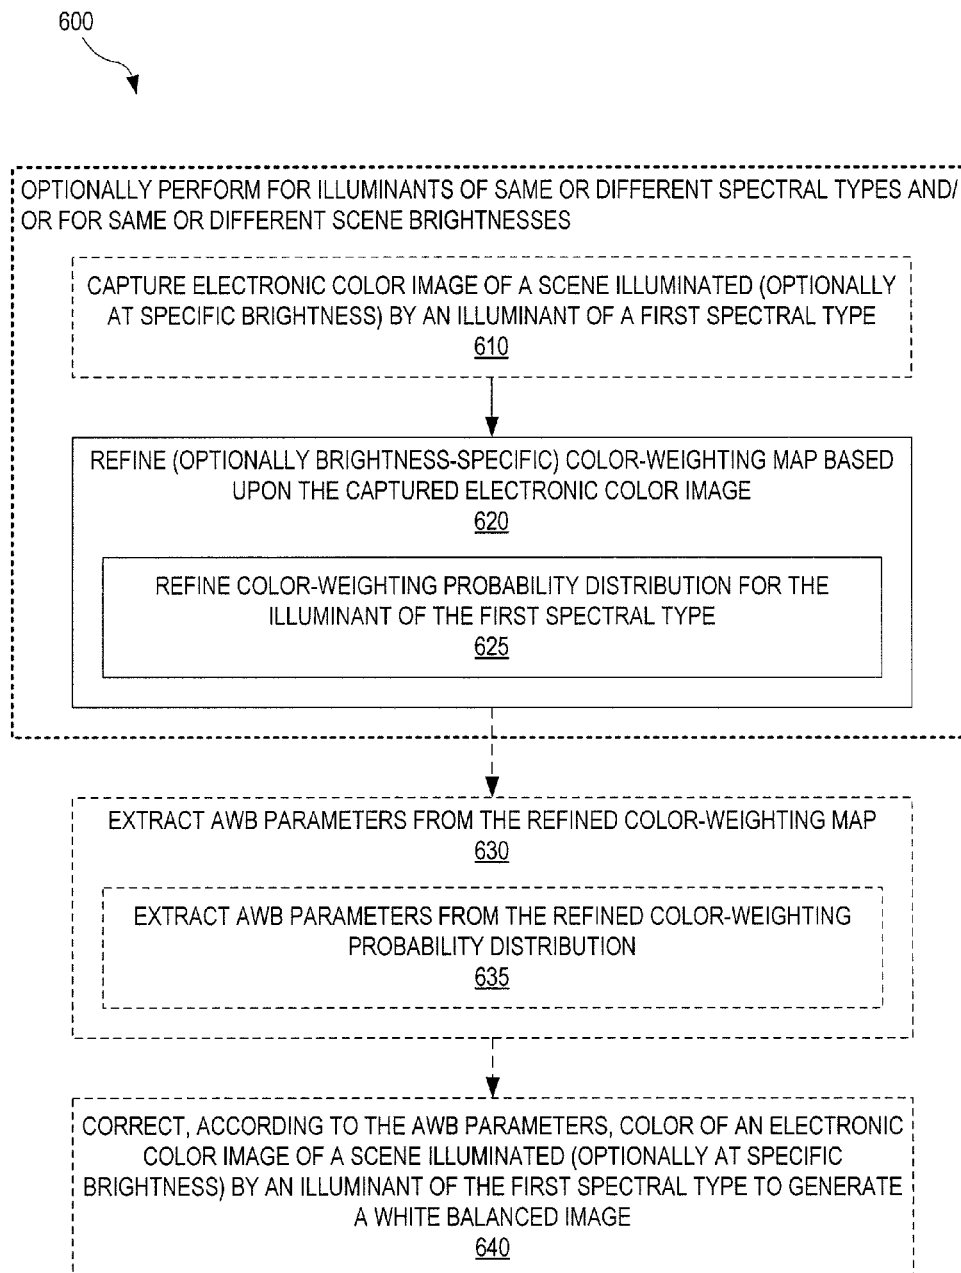 600
OPTIONALLY PERFORM FOR ILLUMINANTS OF SAME OR DIFFERENT SPECTRAL TYPES AND/
OR FOR SAME OR DIFFERENT SCENE BRIGHTNESSES
CAPTURE ELECTRONIC COLOR IMAGE OF A SCENE ILLUMINATED (OPTIONALLY
AT SPECIFIC BRIGHTNESS) BY AN ILLUMINANT OF A FIRST SPECTRAL TYPE
610
REFINE (OPTIONALLY BRIGHTNESS-SPECIFIC) COLOR-WEIGHTING MAP BASED
UPON THE CAPTURED ELECTRONIC COLOR IMAGE
620
REFINE COLOR-WEIGHTING PROBABILITY DISTRIBUTION FOR THE
ILLUMINANT OF THE FIRST SPECTRAL TYPE
625
EXTRACT AWB PARAMETERS FROM THE REFINED COLOR-WEIGHTING MAP
630
EXTRACT AWB PARAMETERS FROM THE REFINED COLOR-WEIGHTING
PROBABILITY DISTRIBUTION
635
CORRECT, ACCORDING TO THE AWB PARAMETERS, COLOR OF AN ELECTRONIC
COLOR IMAGE OF A SCENE ILLUMINATED (OPTIONALLY AT SPECIFIC
BRIGHTNESS) BY AN ILLUMINANT OF THE FIRST SPECTRAL TYPE TO GENERATE
A WHITE BALANCED IMAGE
640